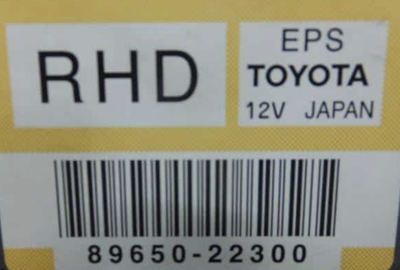 RHD
EPS
TOYOTA
12V JAPAN
89650-22300